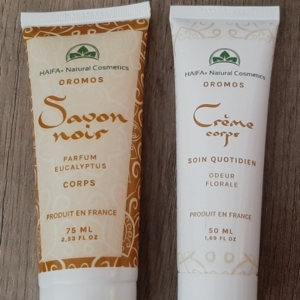 HAIFA® Natural Cosmetics
OROMOS
Savon
noir
PARFUM
EUCALYPTUS
CORPS
PRODUIT EN FRANCE
75 ML
2,53 FL OZ
HAIFA® Natural Cosmetics
OROMOS
Crème
corps
SOIN QUOTIDIEN
ODEUR
FLORALE
PRODUIT EN FRANCE
50 ML
1,69 FL OZ